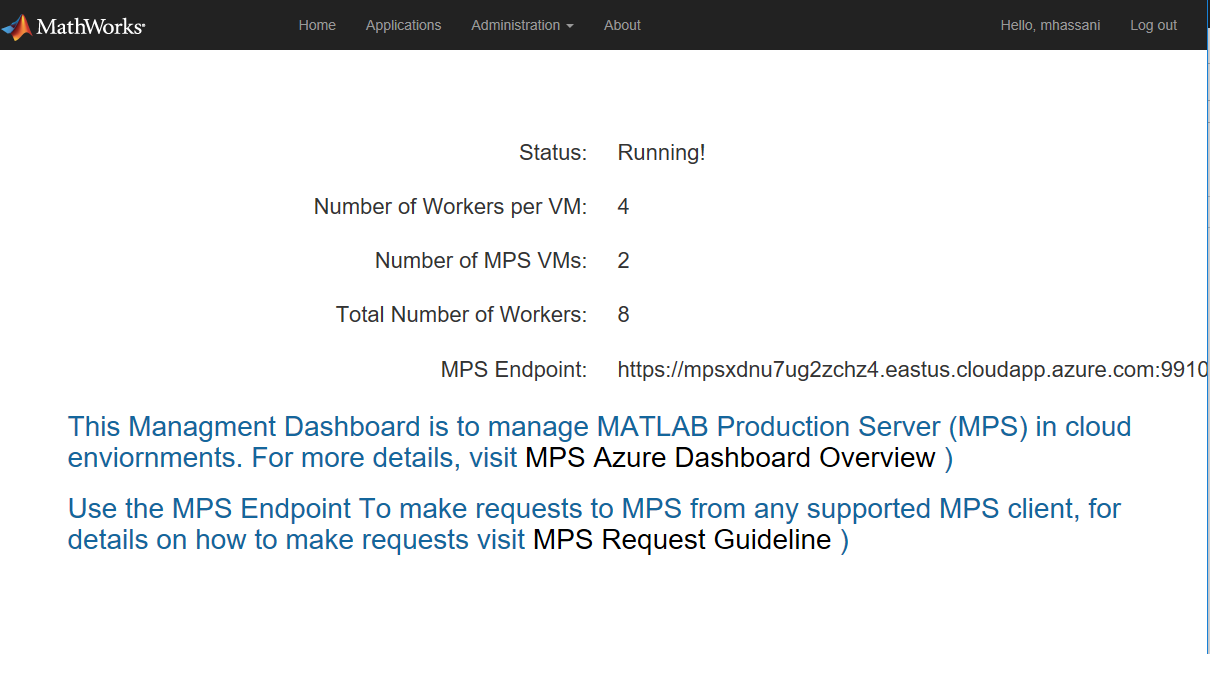 MathWorks®
Home Applications Administration About Hello, mhassani Log out
Status: Running!
Number of Workers per VM: 4
Number of MPS VMs: 2
Total Number of Workers: 8
MPS Endpoint: https://mpsxdnu7ug2zchz4.eastus.cloudapp.azure.com:9910
This Managment Dashboard is to manage MATLAB Production Server (MPS) in cloud
enviornments. For more details, visit MPS Azure Dashboard Overview )
Use the MPS Endpoint To make requests to MPS from any supported MPS client, for
details on how to make requests visit MPS Request Guideline )